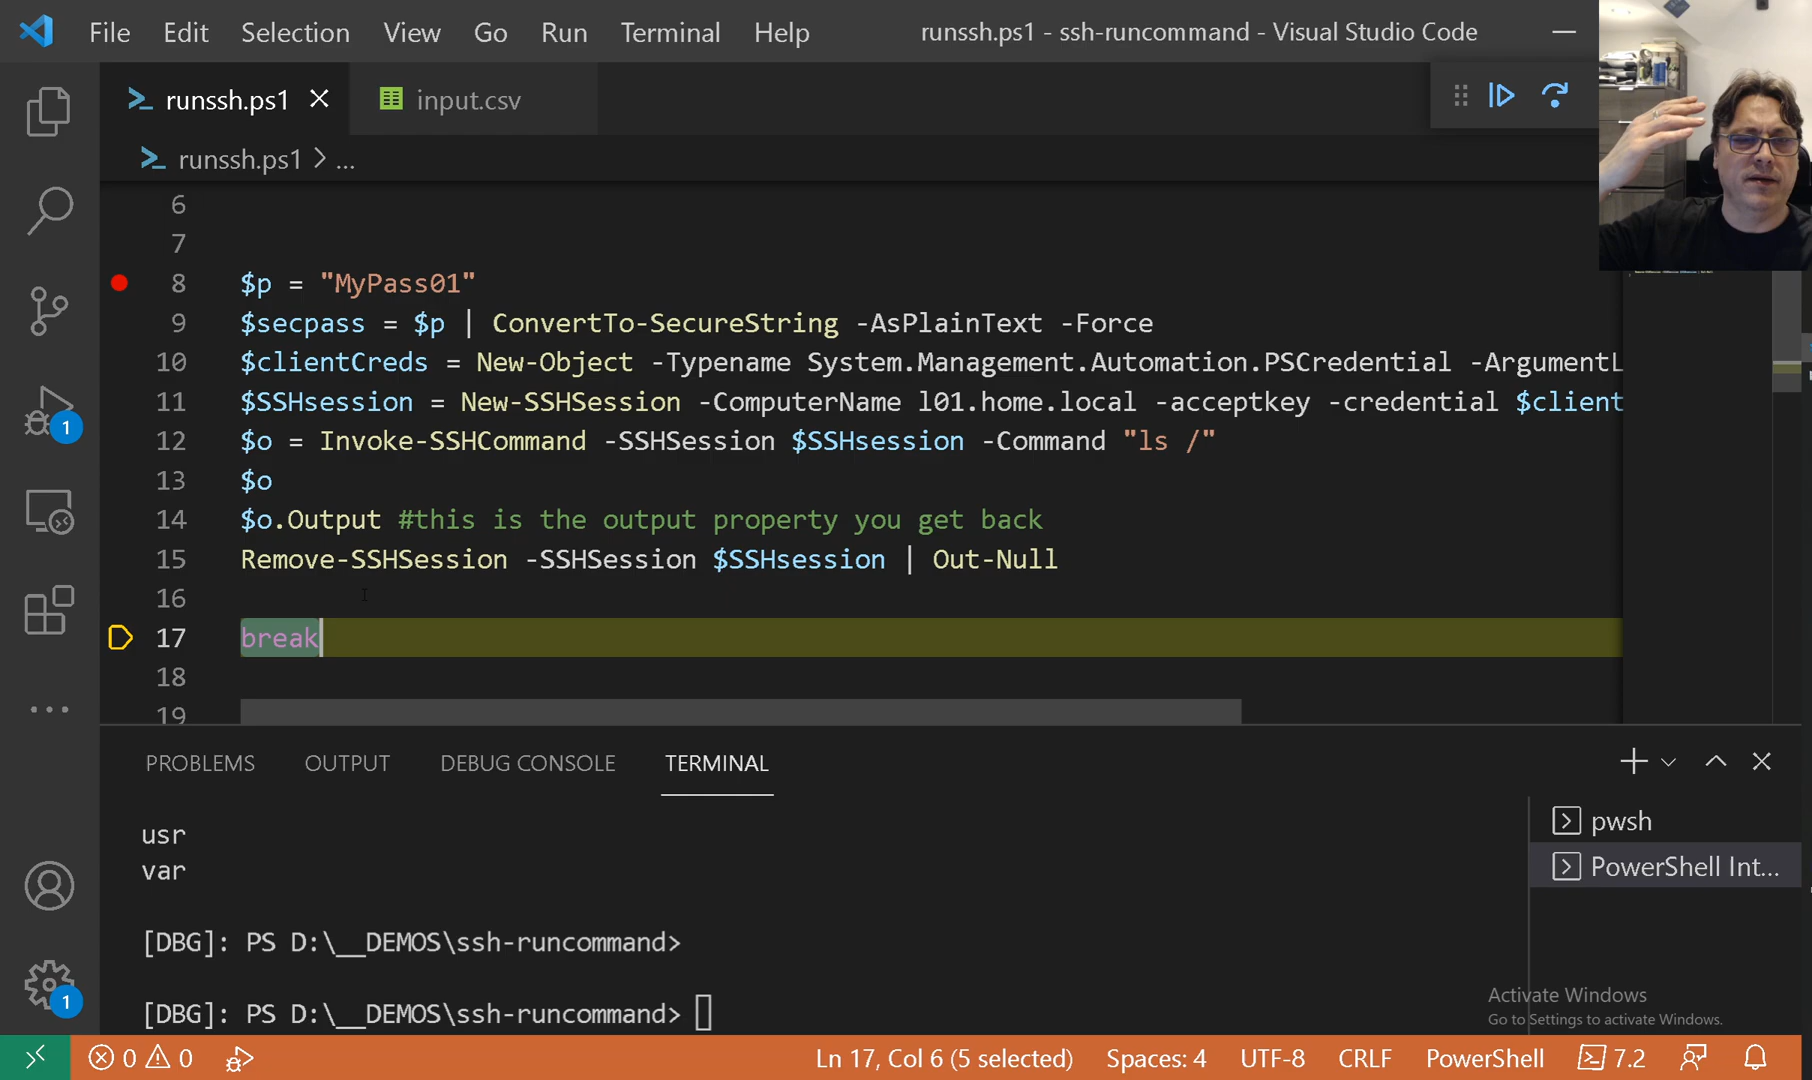 File Edit Selection View Go Run Terminal Help runssh.ps1 - ssh-runcommand - Visual Studio Code
runssh.ps1 input.csv
runssh.ps1 > ...
6
7
8 $p = "MyPass01"
9 $secpass = $p | ConvertTo-SecureString -AsPlainText -Force
10 $clientCreds = New-Object -Typename System.Management.Automation.PSCredential -ArgumentL
11 $SSHsession = New-SSHSession -ComputerName l01.home.local -acceptkey -credential $client
12 $o = Invoke-SSHCommand -SSHSession $SSHsession -Command "ls /"
13 $o
14 $o.Output #this is the output property you get back
15 Remove-SSHSession -SSHSession $SSHsession | Out-Null
16
17 break
18
19
1
PROBLEMS OUTPUT DEBUG CONSOLE TERMINAL
usr
var
[DBG]: PS D:\__DEMOS\ssh-runcommand>
[DBG]: PS D:\__DEMOS\ssh-runcommand>
pwsh
PowerShell Int...
1
Activate Windows
Go to Settings to activate Windows.
0 0 Ln 17, Col 6 (5 selected) Spaces: 4 UTF-8 CRLF PowerShell 7.2